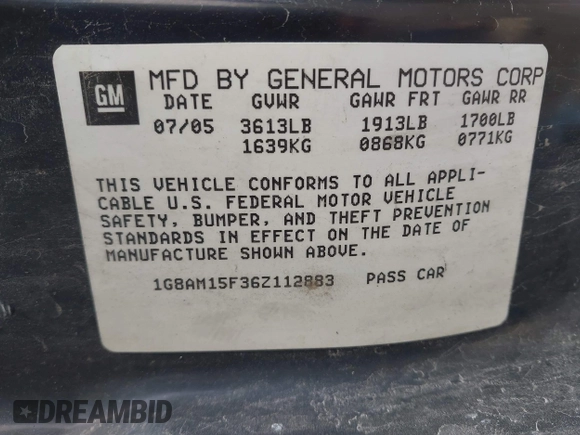 GM
MFD BY GENERAL MOTORS CORP
DATE GVWR GAWR FRT GAWR RR
07/05 3613LB 1913LB 1700LB
1639KG 0868KG 0771KG
THIS VEHICLE CONFORMS TO ALL APPLI-
CABLE U.S. FEDERAL MOTOR VEHICLE
SAFETY, BUMPER, AND THEFT PREVENTION
STANDARDS IN EFFECT ON THE DATE OF
MANUFACTURE SHOWN ABOVE.
1G8AM15F36Z112883 PASS CAR
DREAMBID